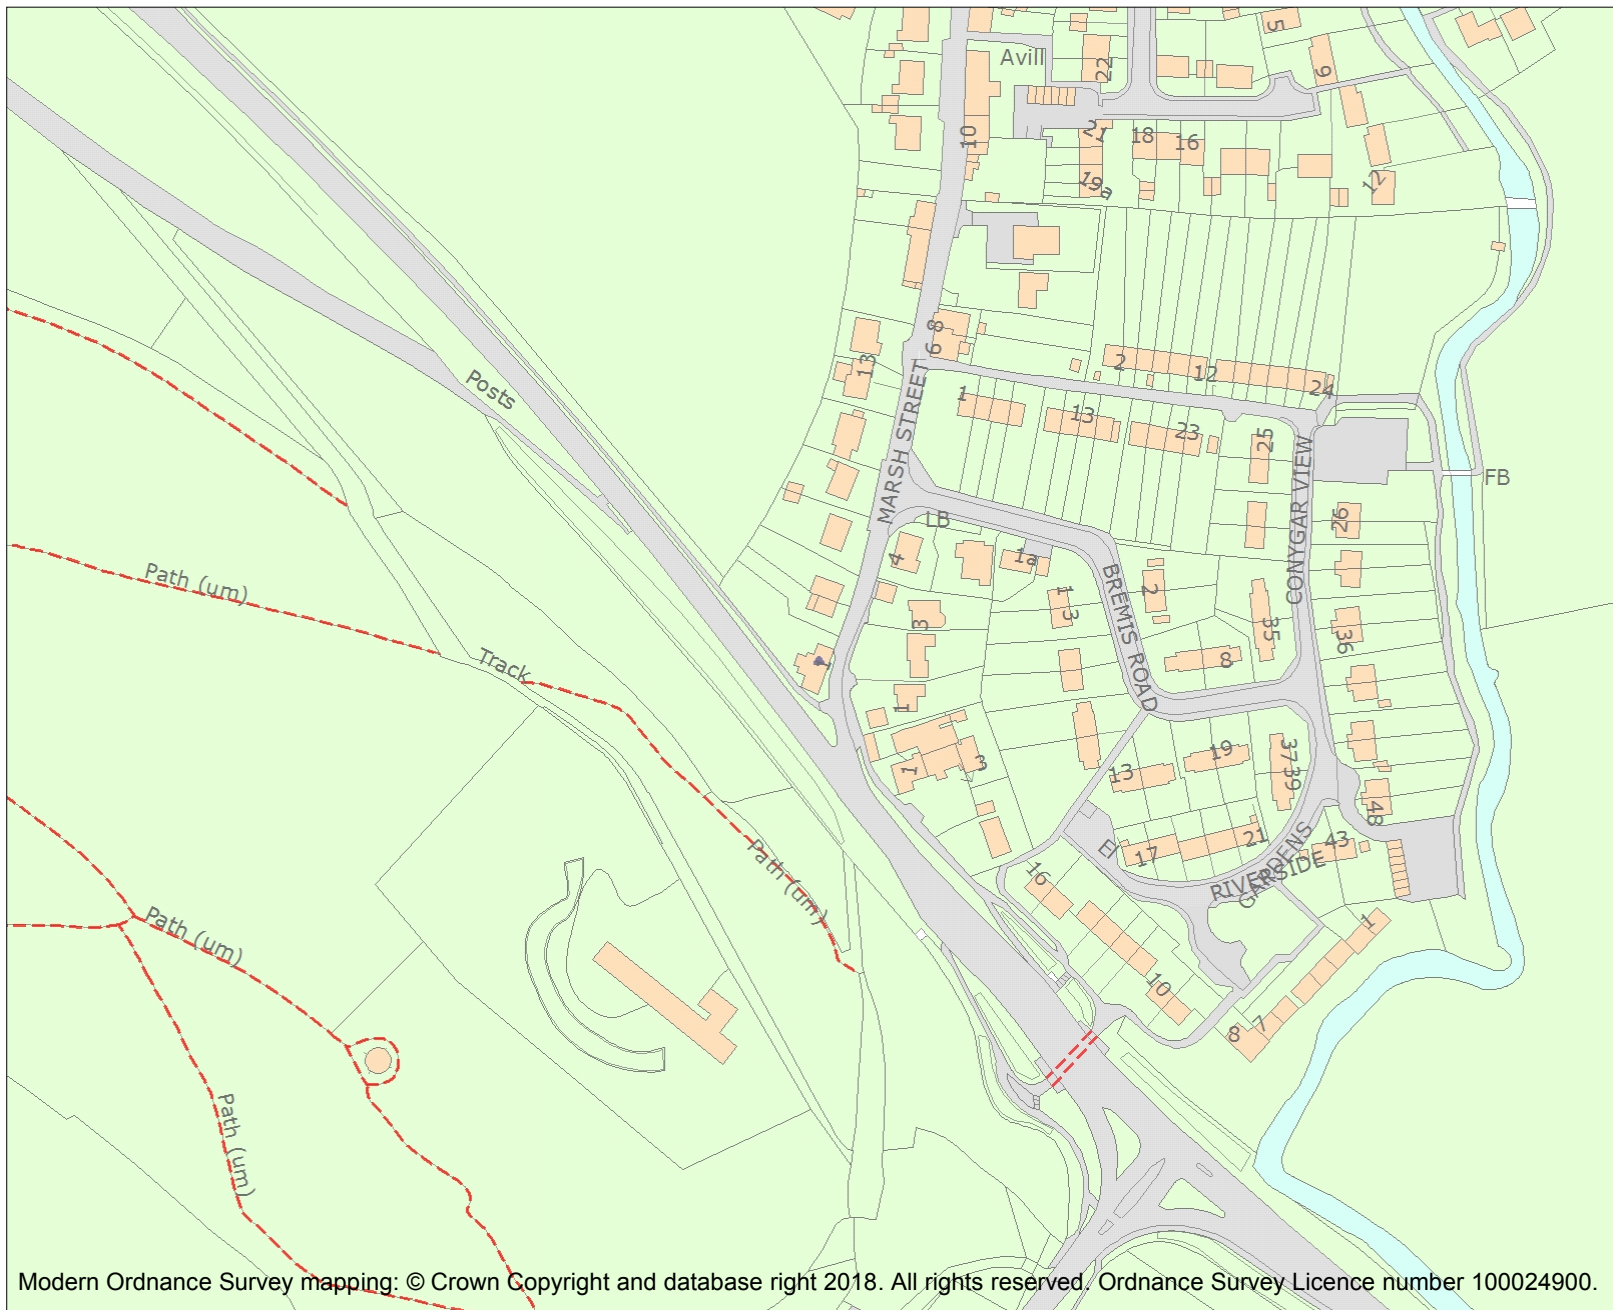 5
Avill
22
9
10
21
18
16
19a
12
8
6
13
2
12
24
Posts
1
13
23
MARSH STREET
25
CONYGAR VIEW
FB
LB
26
4
1a
Path (um)
BREMIS ROAD
2
1
3
3
35
36
8
Track
1
1
19
37
39
1
3
13
48
Path (um)
El
17
21
43
RIVERSIDE
GARDENS
16
Path (um)
1
10
8
7
Path (um)
Modern Ordnance Survey mapping: © Crown Copyright and database right 2018. All rights reserved. Ordnance Survey Licence number 100024900.